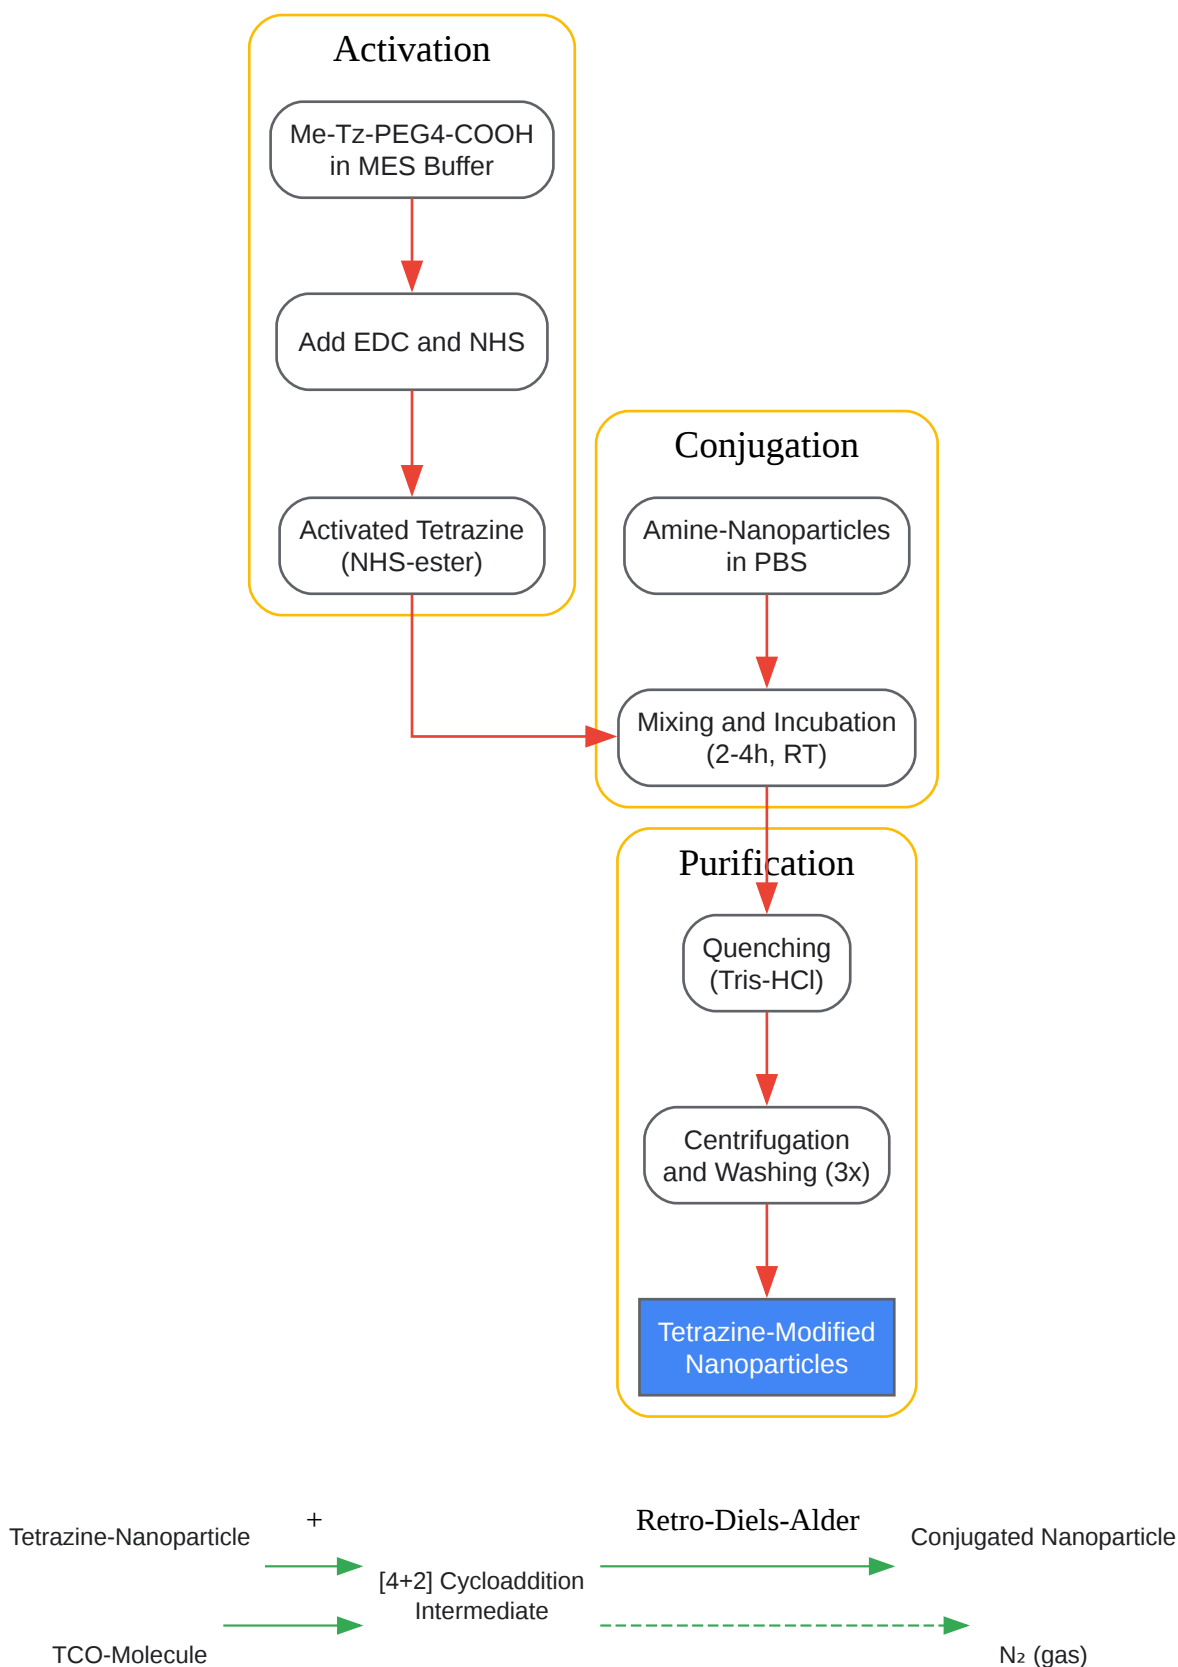 Activation
Me-Tz-PEG4-COOH
in MES Buffer
Add EDC and NHS
Activated Tetrazine
(NHS-ester)
Conjugation
Amine-Nanoparticles
in PBS
Mixing and Incubation
(2-4h, RT)
Purification
Quenching
(Tris-HCl)
Centrifugation
and Washing (3x)
Tetrazine-Modified
Nanoparticles
Tetrazine-Nanoparticle
+
TCO-Molecule
[4+2] Cycloaddition
Intermediate
Retro-Diels-Alder
Conjugated Nanoparticle
N₂ (gas)